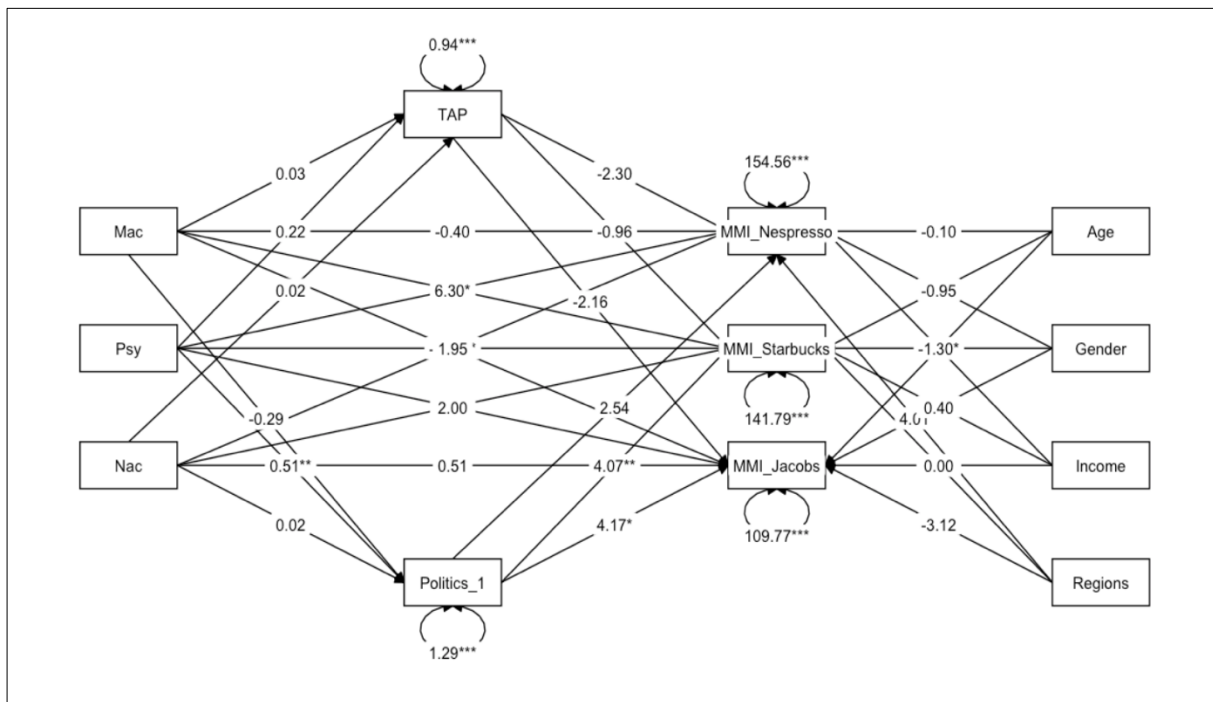 0.94***
TAP
0.03
-2.30
154.56***
Mac
0.22
-0.40
-0.96
MMI_Nespresso
-0.10
Age
0.02
6.30*
-2.16
-0.95
Psy
-1.95
MMI_Starbucks
-1.30*
Gender
-0.29
2.00
2.54
141.79***
4.01
0.40
Nac
0.51**
0.51
4.07**
MMI_Jacobs
0.00
Income
0.02
4.17*
109.77***
-3.12
Politics_1
Regions
1.29***